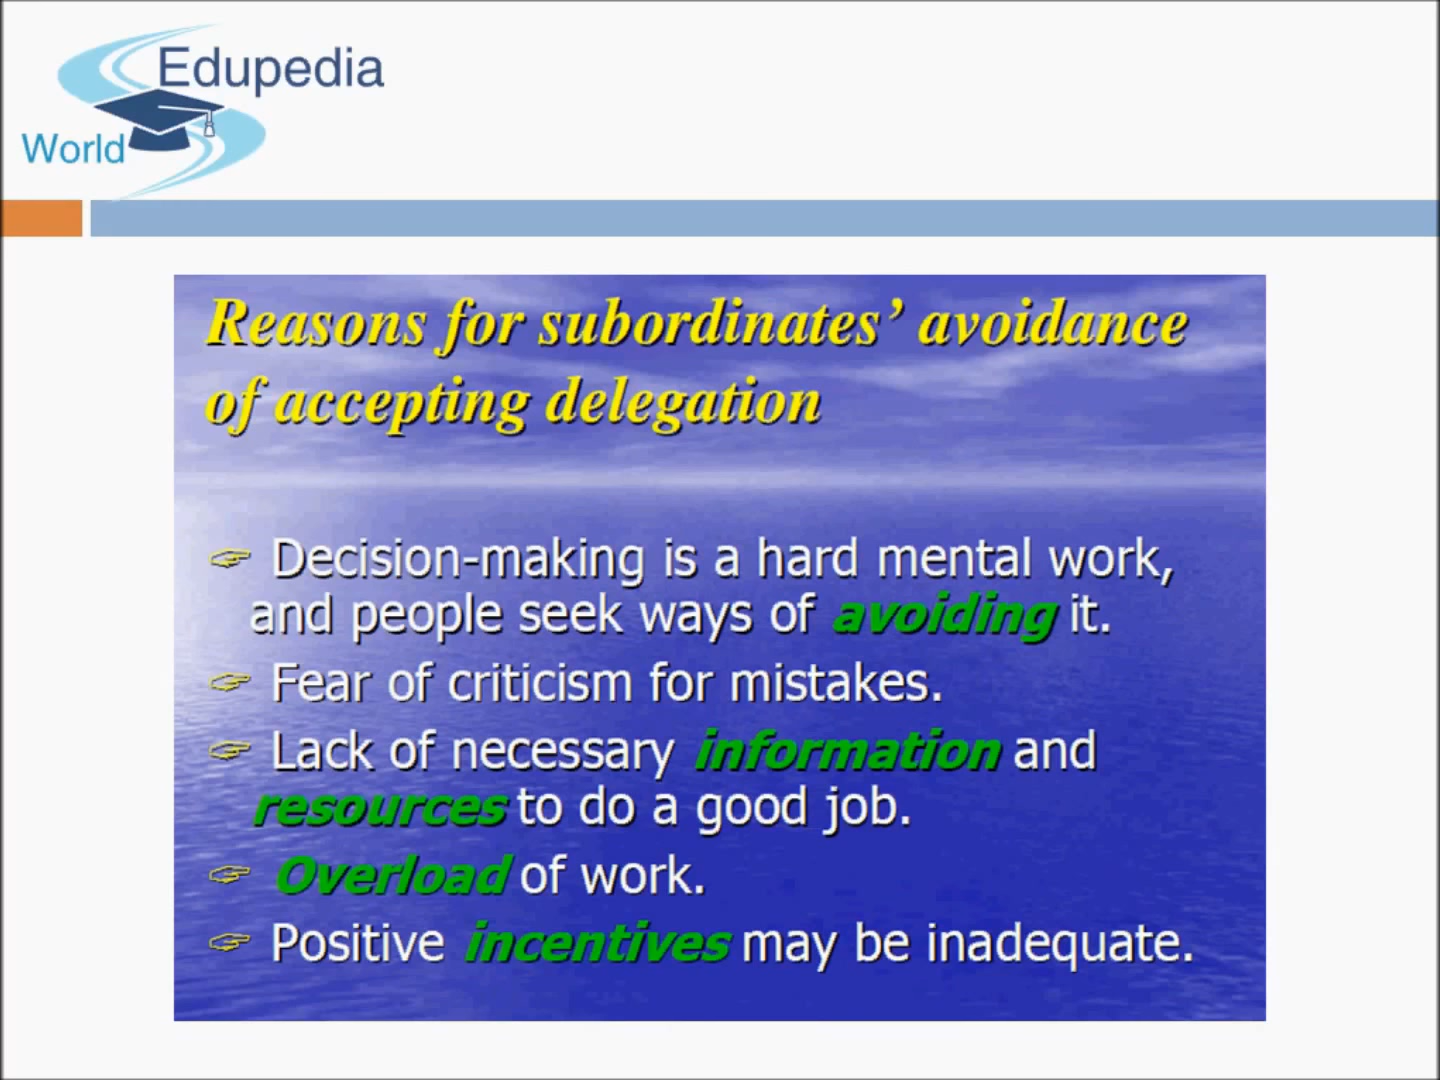 Edupedia
World
Reasons for subordinates’ avoidance
of accepting delegation
Decision-making is a hard mental work,
and people seek ways of avoiding it.
Fear of criticism for mistakes.
Lack of necessary information and
resources to do a good job.
Overload of work.
Positive incentives may be inadequate.